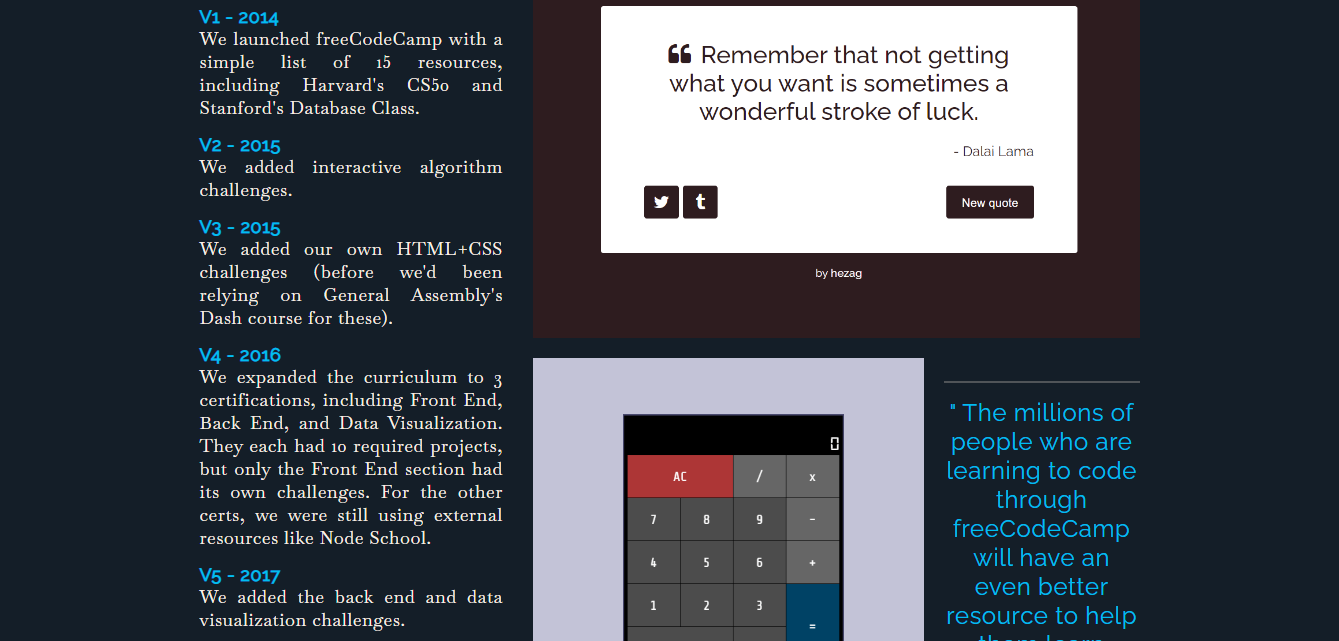 V1 - 2014
We launched freeCodeCamp with a
simple list of 15 resources,
including Harvard's CS50 and
Stanford's Database Class.
V2 - 2015
We added interactive algorithm
challenges.
V3 - 2015
We added our own HTML+CSS
challenges (before we'd been
relying on General Assembly's
Dash course for these).
V4 - 2016
We expanded the curriculum to 3
certifications, including Front End,
Back End, and Data Visualization.
They each had 10 required projects,
but only the Front End section had
its own challenges. For the other
certs, we were still using external
resources like Node School.
V5 - 2017
We added the back end and data
visualization challenges.
“ Remember that not getting
what you want is sometimes a
wonderful stroke of luck.
- Dalai Lama
New quote
by hezag
0
AC / x
7 8 9 -
4 5 6 +
1 2 3
=
" The millions of
people who are
learning to code
through
freeCodeCamp
will have an
even better
resource to help
them learn